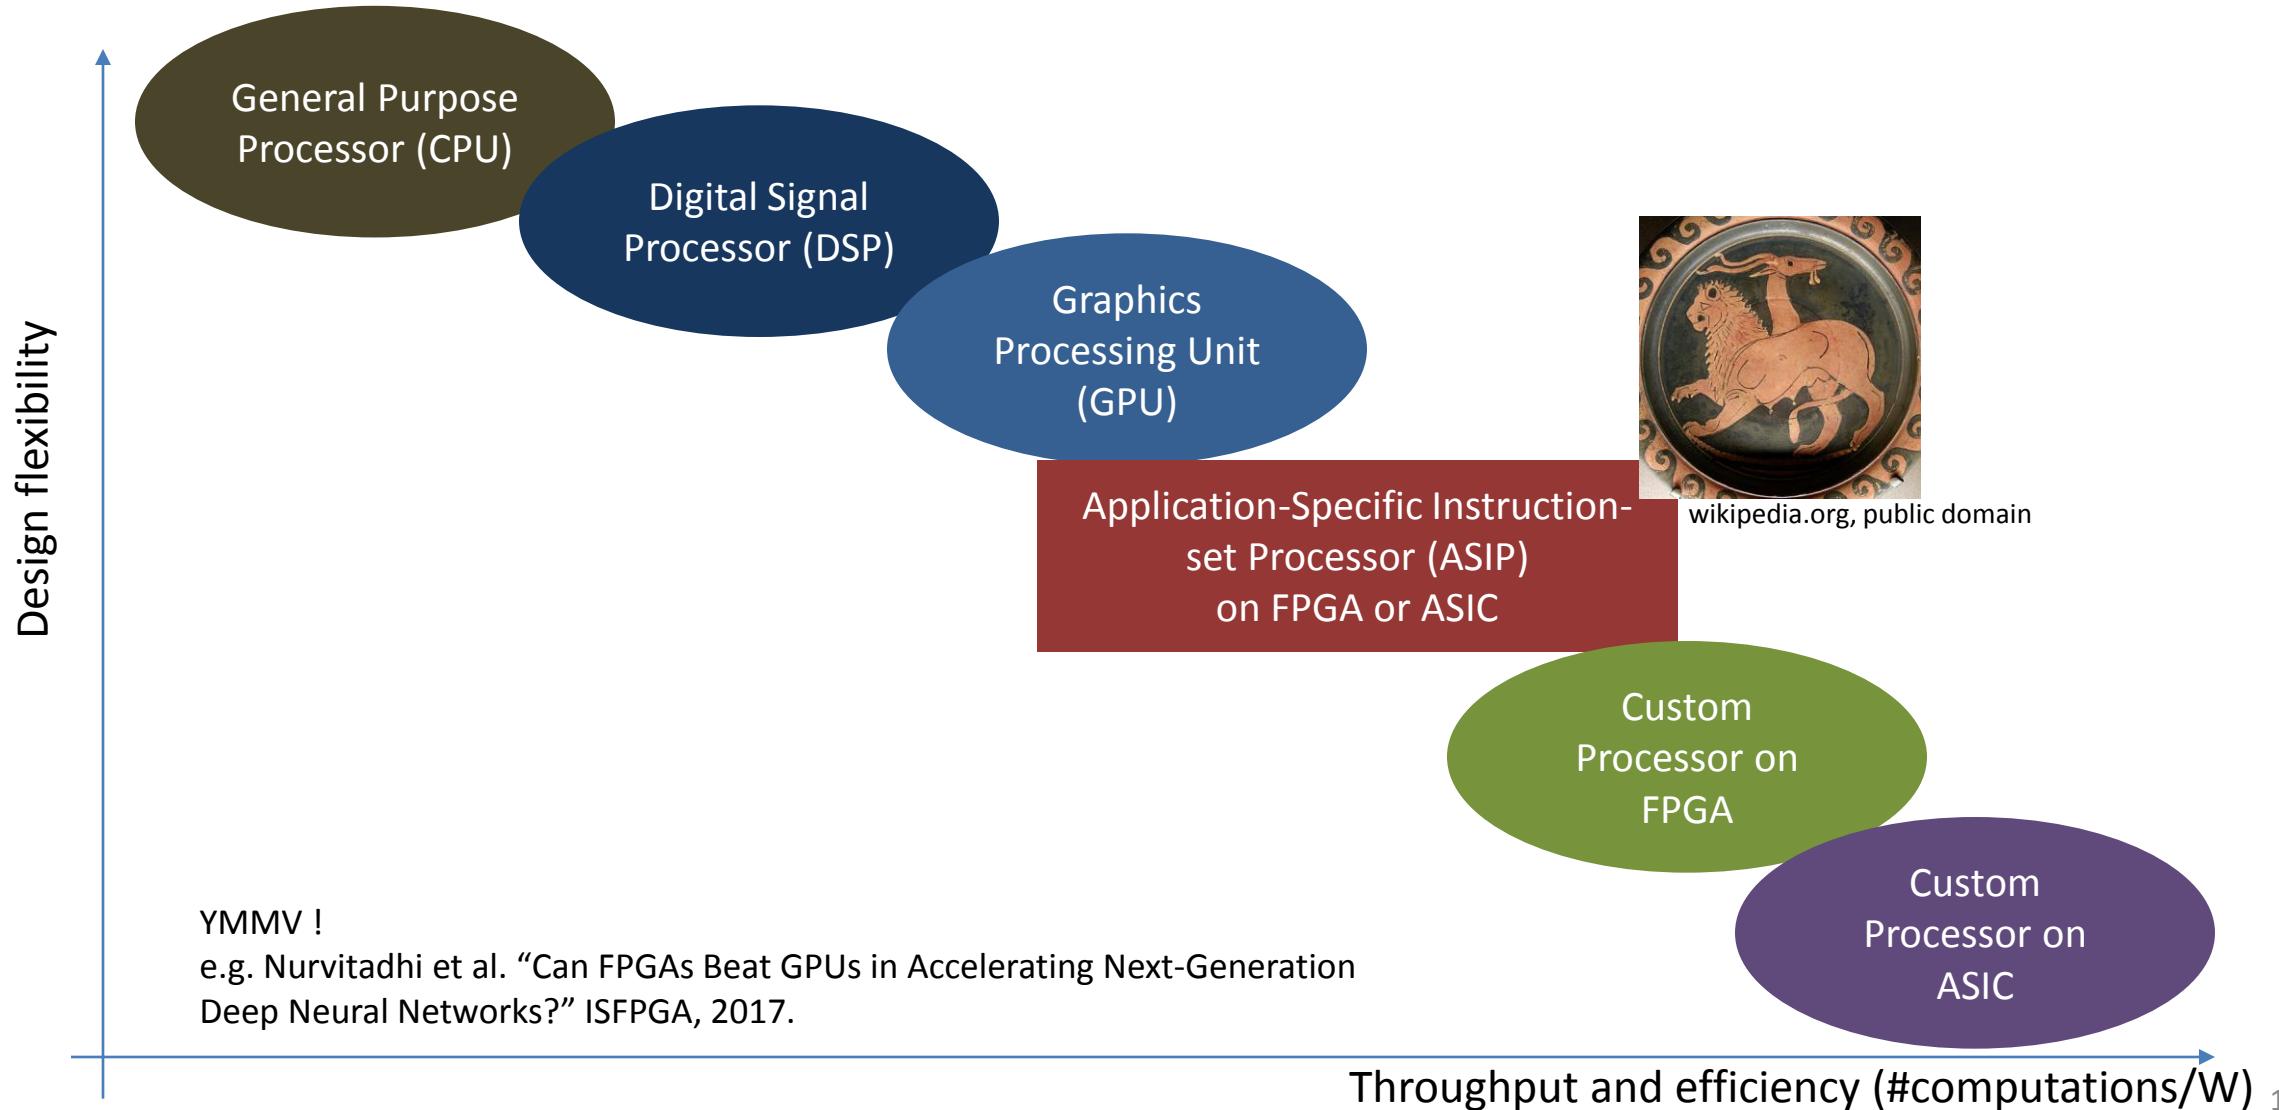 General Purpose
Processor (CPU)
Digital Signal
Processor (DSP)
Graphics
Processing Unit
(GPU)
Application-Specific Instruction-
set Processor (ASIP)
on FPGA or ASIC
wikipedia.org, public domain
Custom
Processor on
FPGA
Custom
Processor on
ASIC
Design flexibility
YMMV !
e.g. Nurvitadhi et al. “Can FPGAs Beat GPUs in Accelerating Next-Generation
Deep Neural Networks?” ISFPGA, 2017.
Throughput and efficiency (#computations/W)